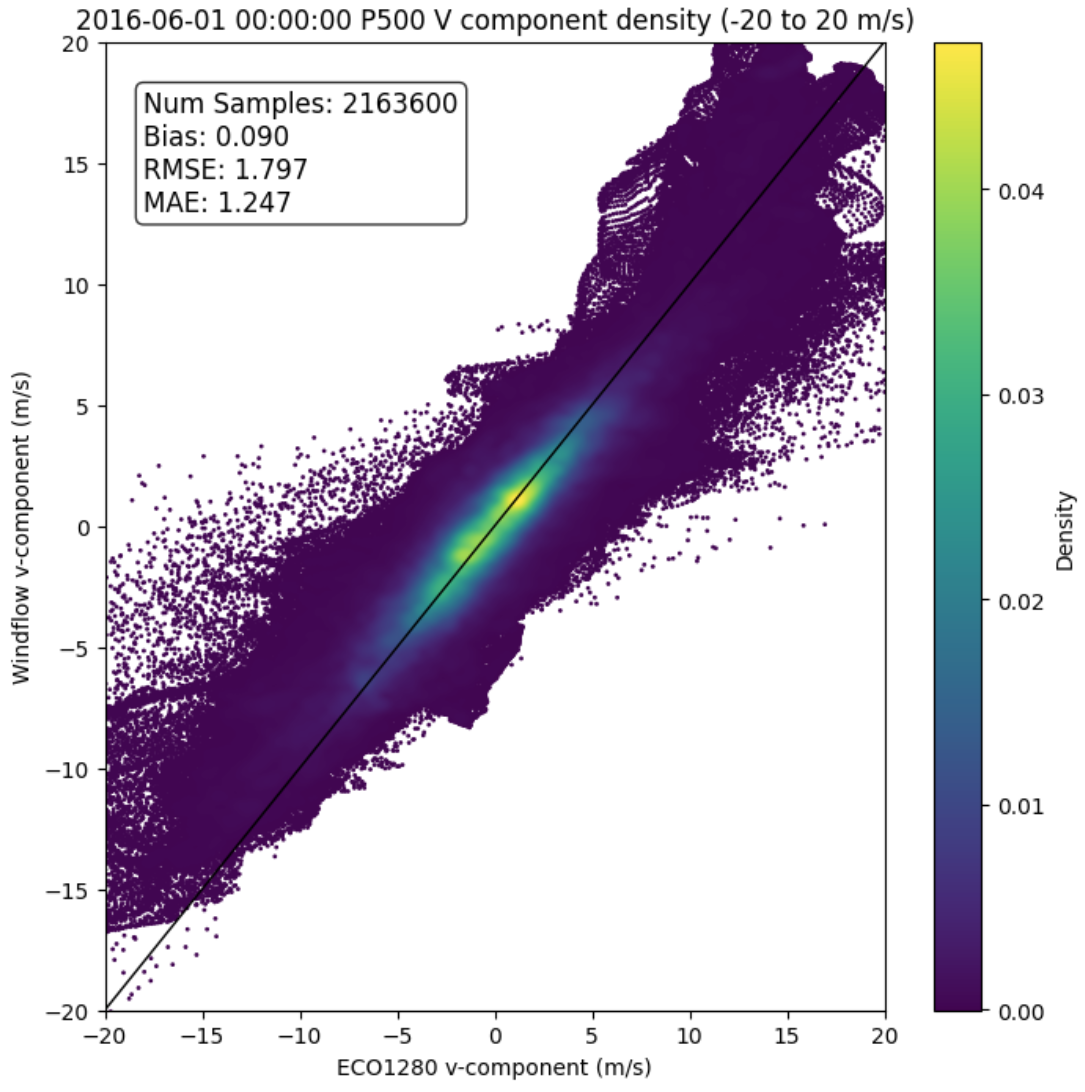 2016-06-01 00:00:00 P500 V component density (-20 to 20 m/s)
Num Samples: 2163600
Bias: 0.090
RMSE: 1.797
MAE: 1.247
20
15
10
5
0
−5
−10
−15
−20
Windflow v-component (m/s)
−20 −15 −10 −5 0 5 10 15 20
ECO1280 v-component (m/s)
0.04
0.03
0.02
0.01
0.00
Density